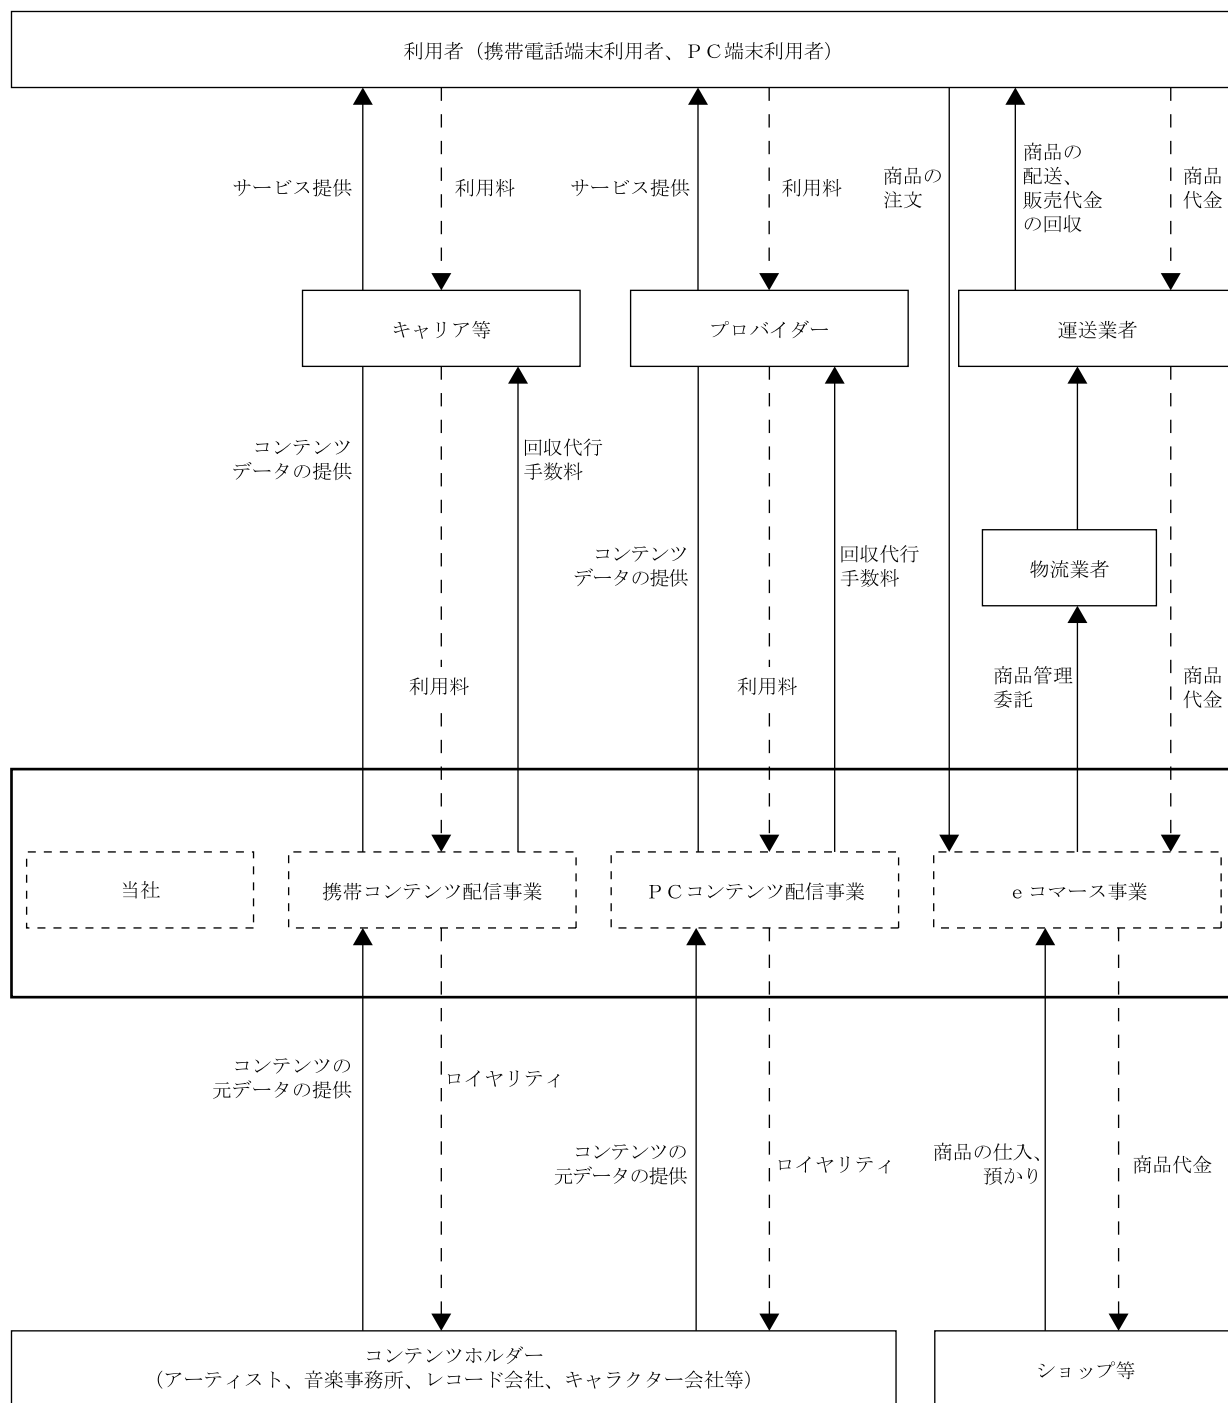 利用者（携帯電話端末利用者、ＰＣ端末利用者）
サービス提供
利用料
サービス提供
利用料
商品の
注文
商品の
配送、
販売代金
の回収
商品
代金
キャリア等
プロバイダー
運送業者
コンテンツ
データの提供
回収代行
手数料
コンテンツ
データの提供
回収代行
手数料
物流業者
利用料
利用料
商品管理
委託
商品
代金
当社
携帯コンテンツ配信事業
ＰＣコンテンツ配信事業
ｅコマース事業
コンテンツの
元データの提供
ロイヤリティ
コンテンツの
元データの提供
ロイヤリティ
商品の仕入、
預かり
商品代金
コンテンツホルダー
（アーティスト、音楽事務所、レコード会社、キャラクター会社等）
ショップ等